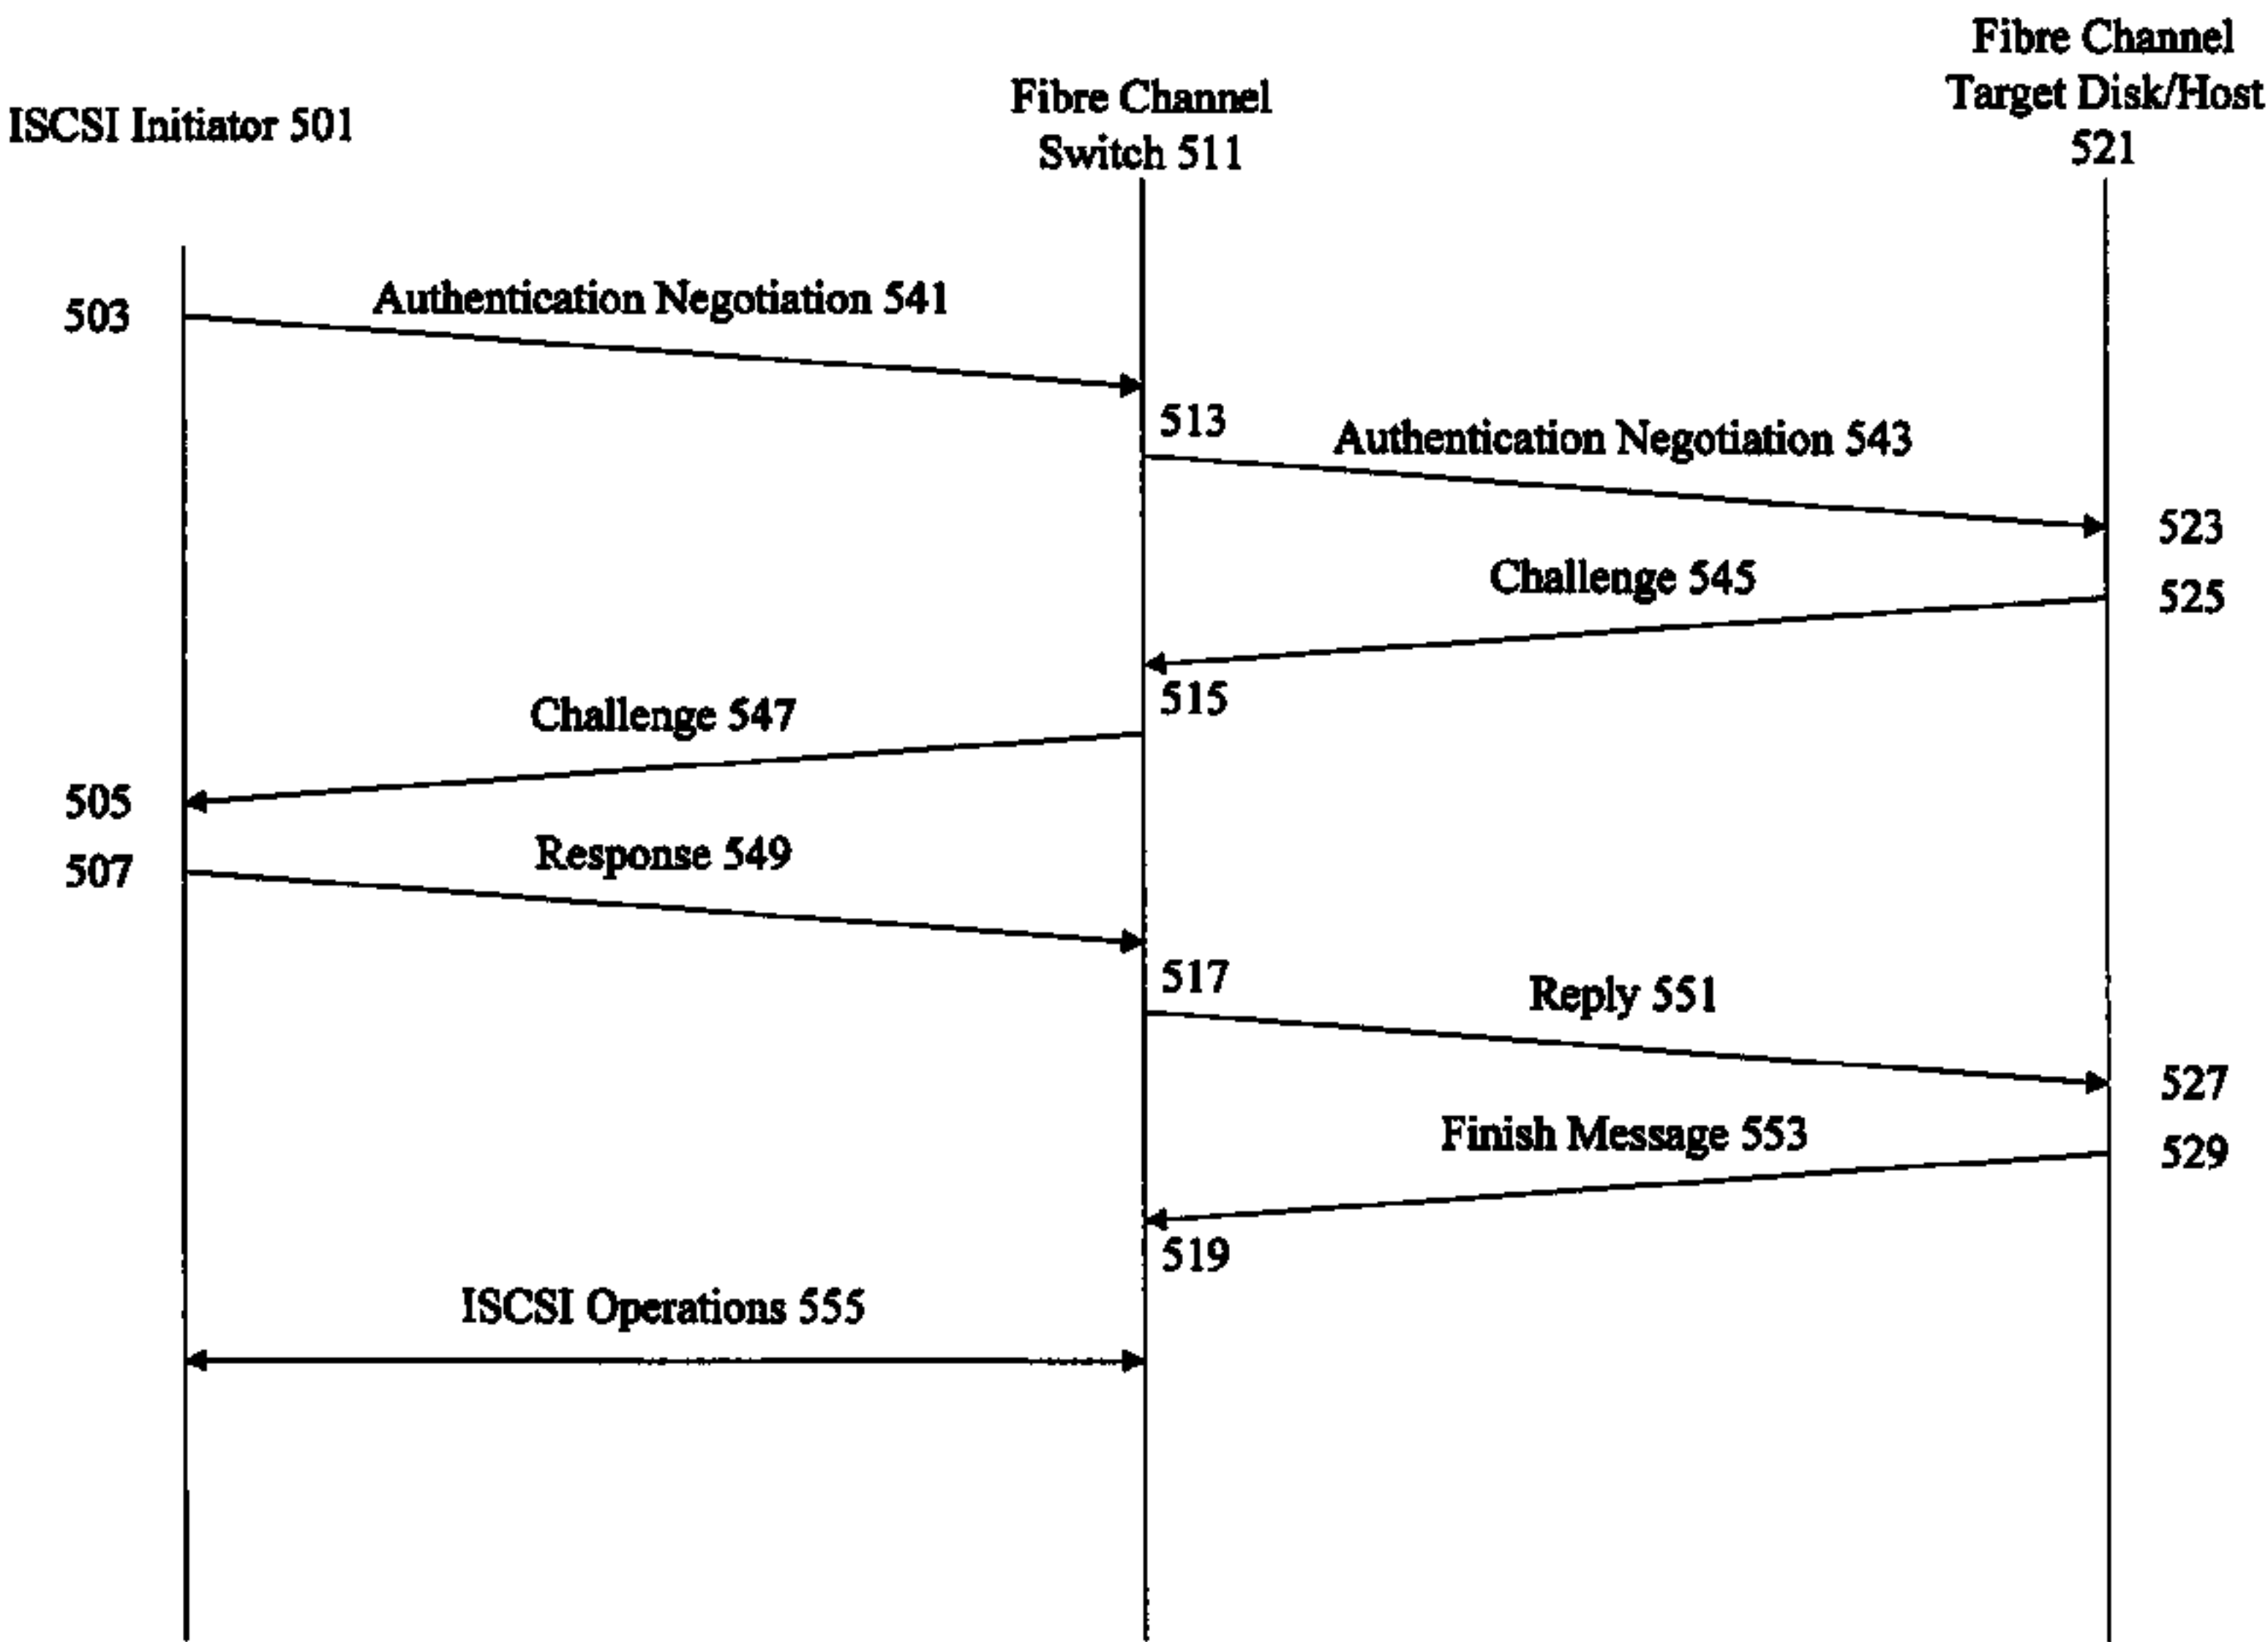 Fibre Channel
Target Disk/Host
521
Fibre Channel
Switch 511
ISCSI Initiator 501
503
Authentication Negotiation 541
513
Authentication Negotiation 543
523
Challenge 545
525
515
Challenge 547
505
Response 549
507
517
Reply 551
527
Finish Message 553
529
519
ISCSI Operations 555